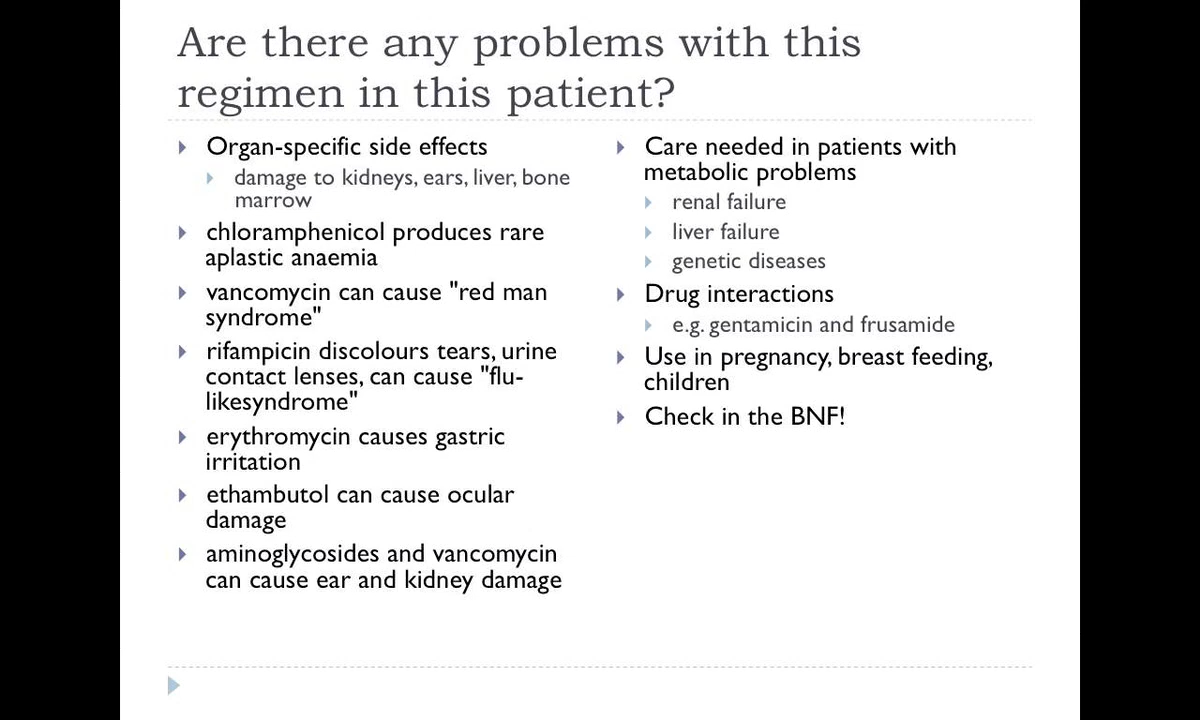 Are there any problems with this
regimen in this patient?
Organ-specific side effects
damage to kidneys, ears, liver, bone
marrow
chloramphenicol produces rare
aplastic anaemia
vancomycin can cause "red man
syndrome"
rifampicin discolours tears, urine
contact lenses, can cause "flu-
likesyndrome"
erythromycin causes gastric
irritation
ethambutol can cause ocular
damage
aminoglycosides and vancomycin
can cause ear and kidney damage
Care needed in patients with
metabolic problems
renal failure
liver failure
genetic diseases
Drug interactions
e.g. gentamicin and frusamide
Use in pregnancy, breast feeding,
children
Check in the BNF!